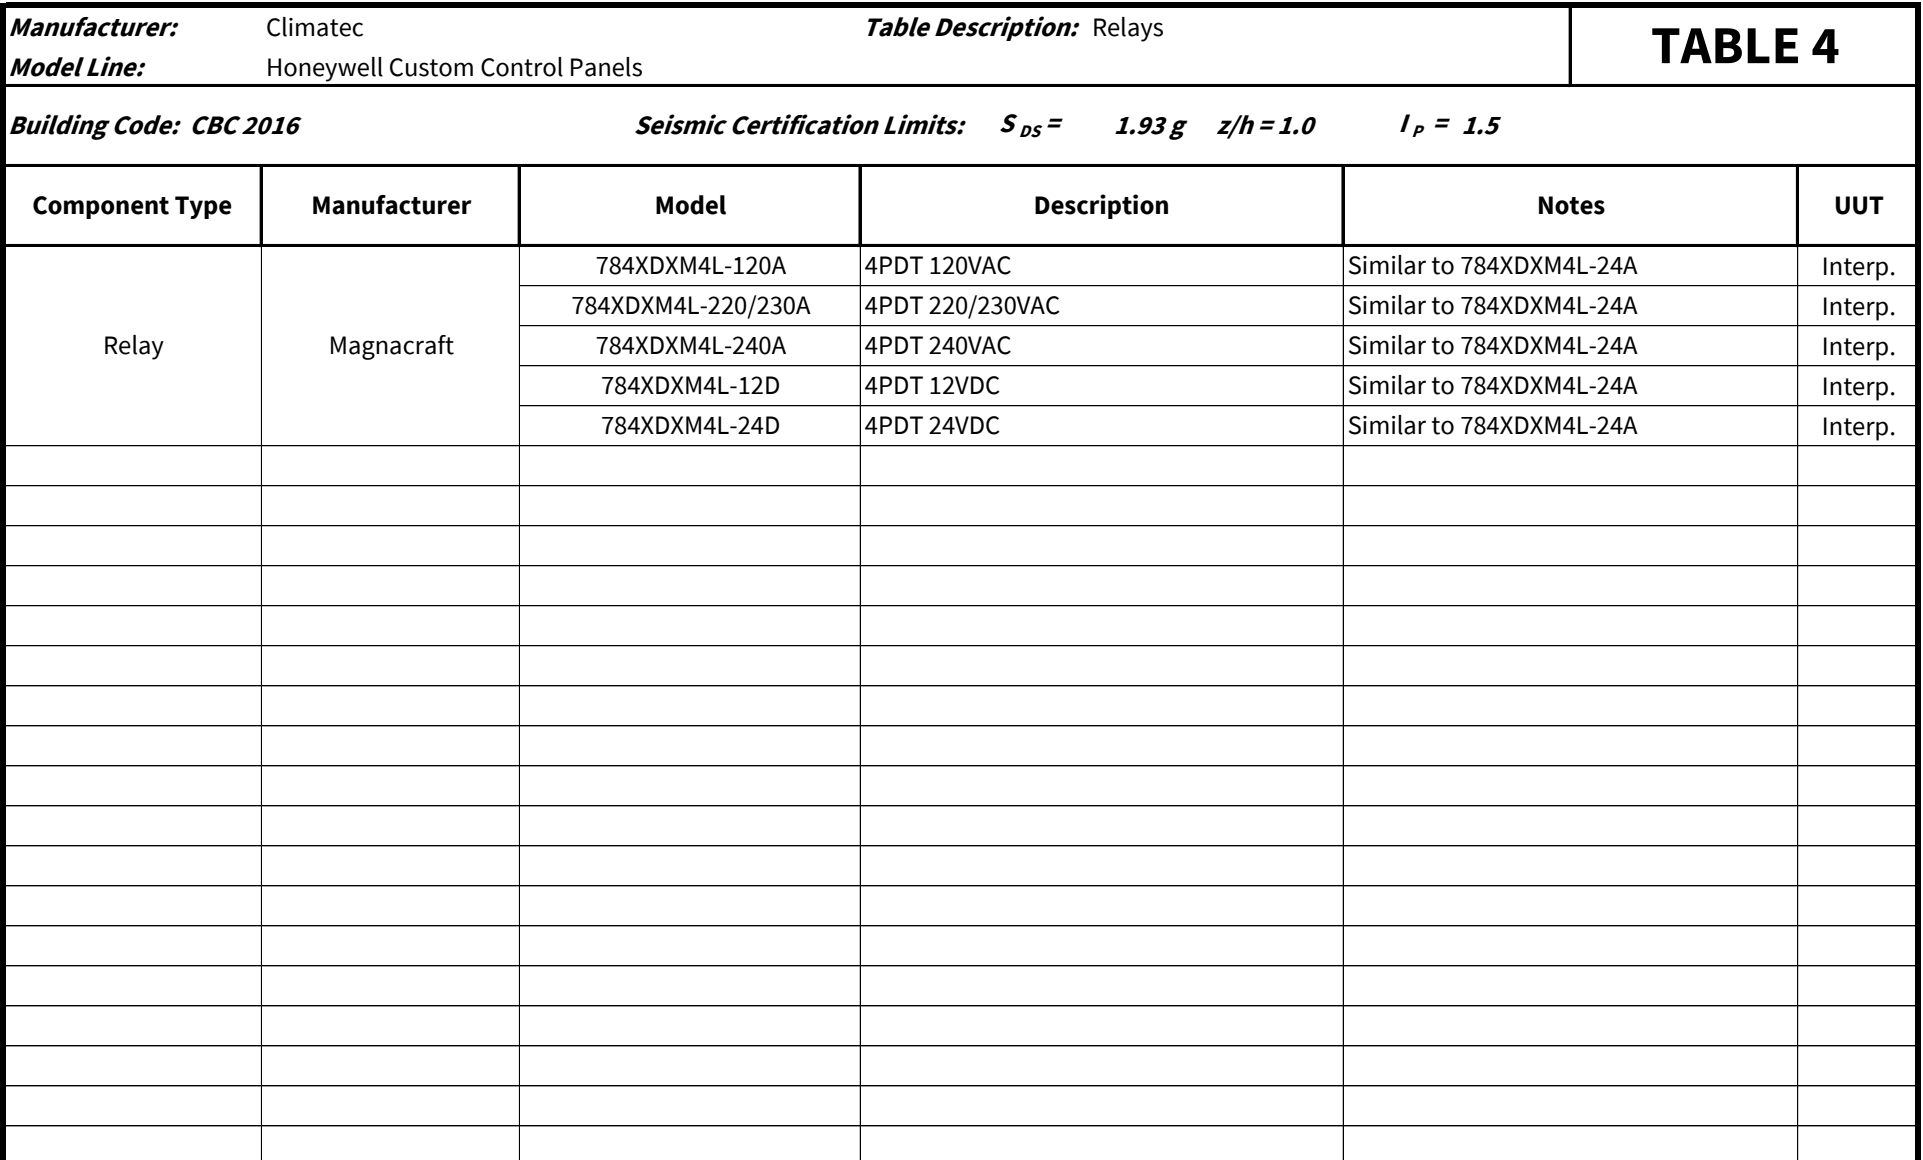 Manufacturer: Climatec Table Description: Relays TABLE 4
Model Line: Honeywell Custom Control Panels
Building Code: CBC 2016 Seismic Certification Limits: S DS = 1.93 g z/h = 1.0 I P = 1.5
Component Type Manufacturer Model Description Notes UUT
784XDXM4L-120A 4PDT 120VAC Similar to 784XDXM4L-24A Interp.
784XDXM4L-220/230A 4PDT 220/230VAC Similar to 784XDXM4L-24A Interp.
Relay Magnacraft 784XDXM4L-240A 4PDT 240VAC Similar to 784XDXM4L-24A Interp.
784XDXM4L-12D 4PDT 12VDC Similar to 784XDXM4L-24A Interp.
784XDXM4L-24D 4PDT 24VDC Similar to 784XDXM4L-24A Interp.